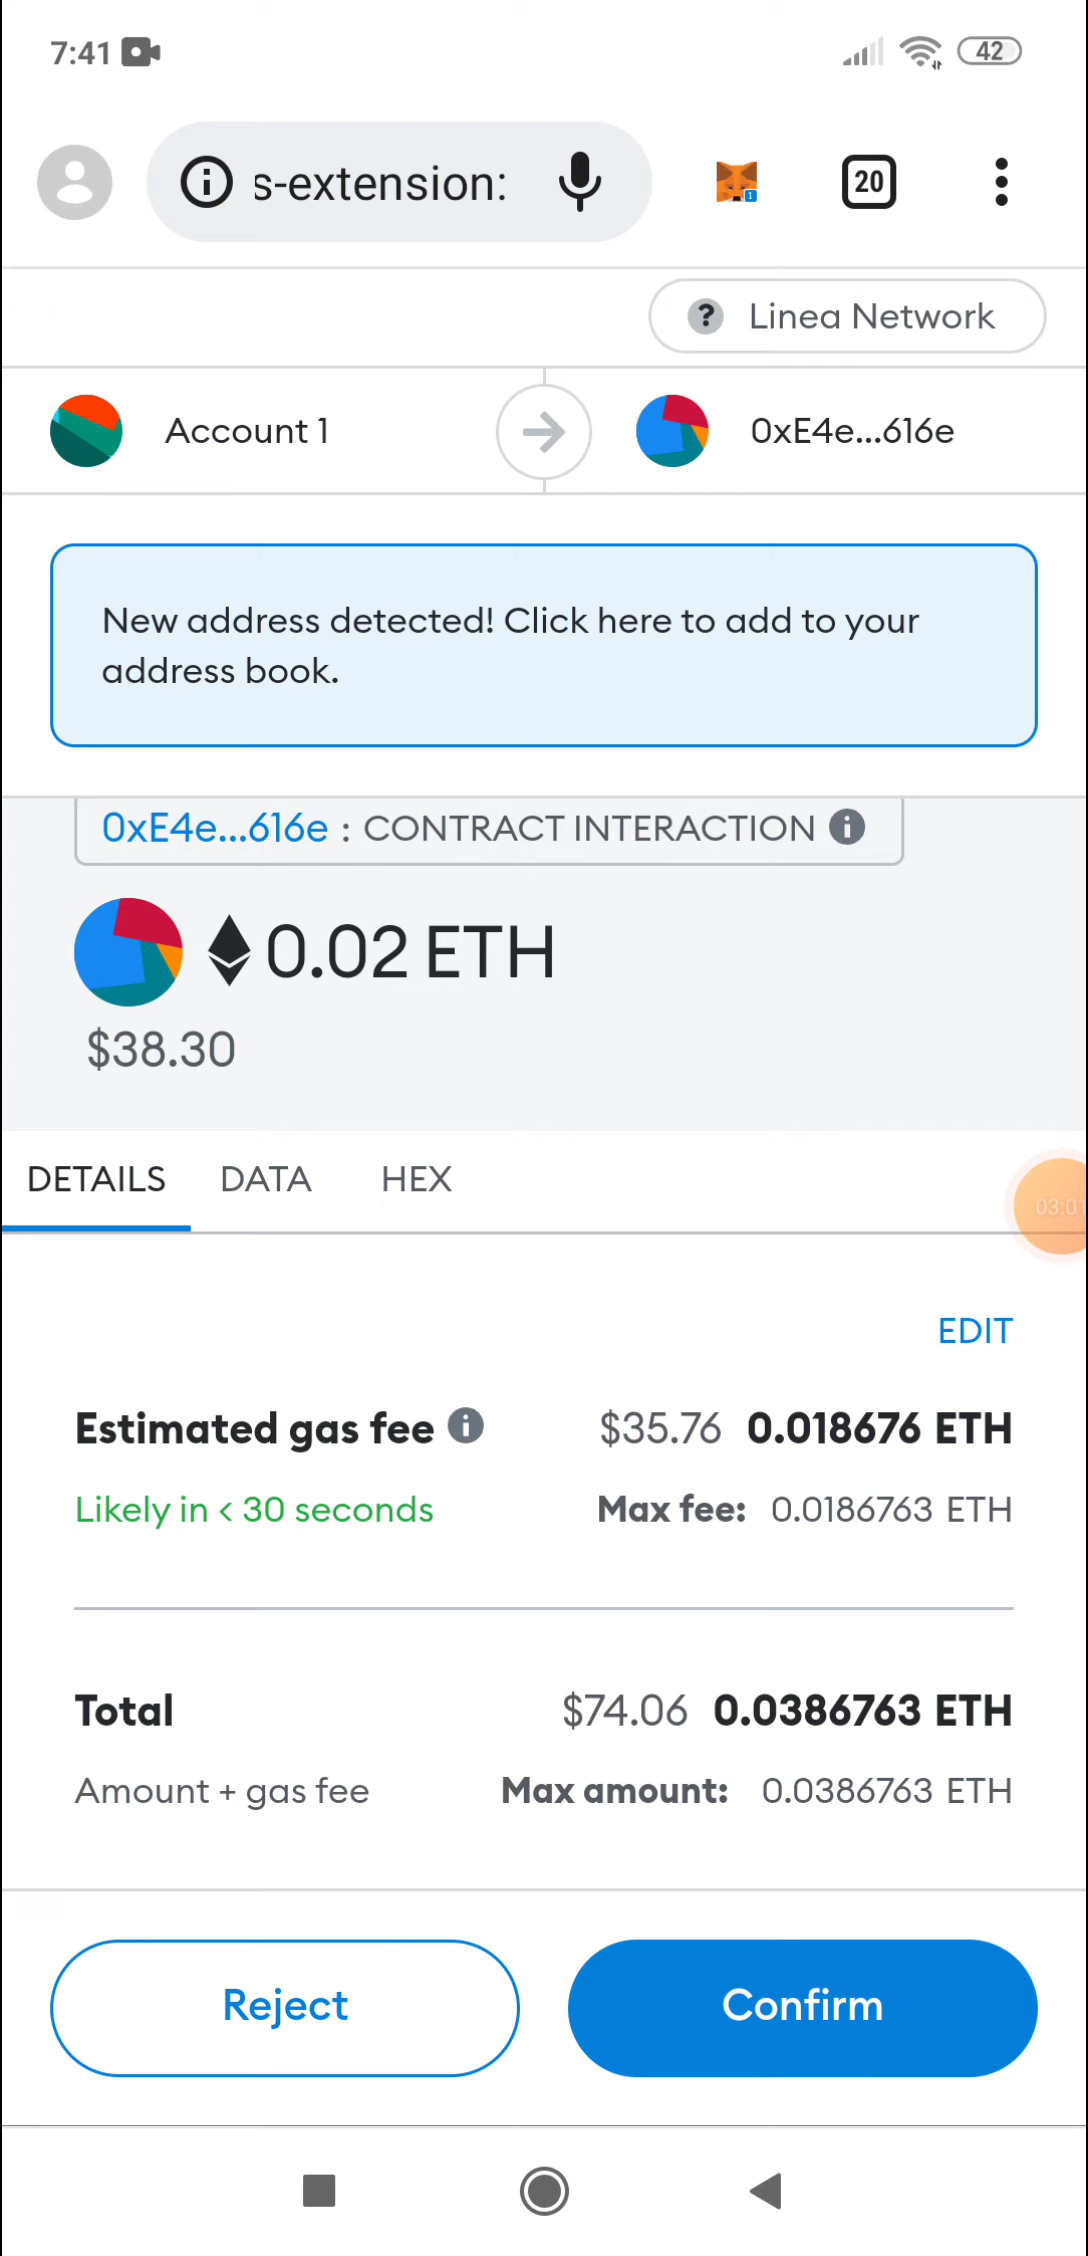 7:41 42
s-extension: 20
? Linea Network
Account 1 0xE4e...616e
New address detected! Click here to add to your
address book.
0xE4e...616e : CONTRACT INTERACTION
0.02 ETH
$38.30
DETAILS DATA HEX
03:01
EDIT
Estimated gas fee $35.76 0.018676 ETH
Likely in < 30 seconds Max fee: 0.0186763 ETH
Total $74.06 0.0386763 ETH
Amount + gas fee Max amount: 0.0386763 ETH
Reject Confirm